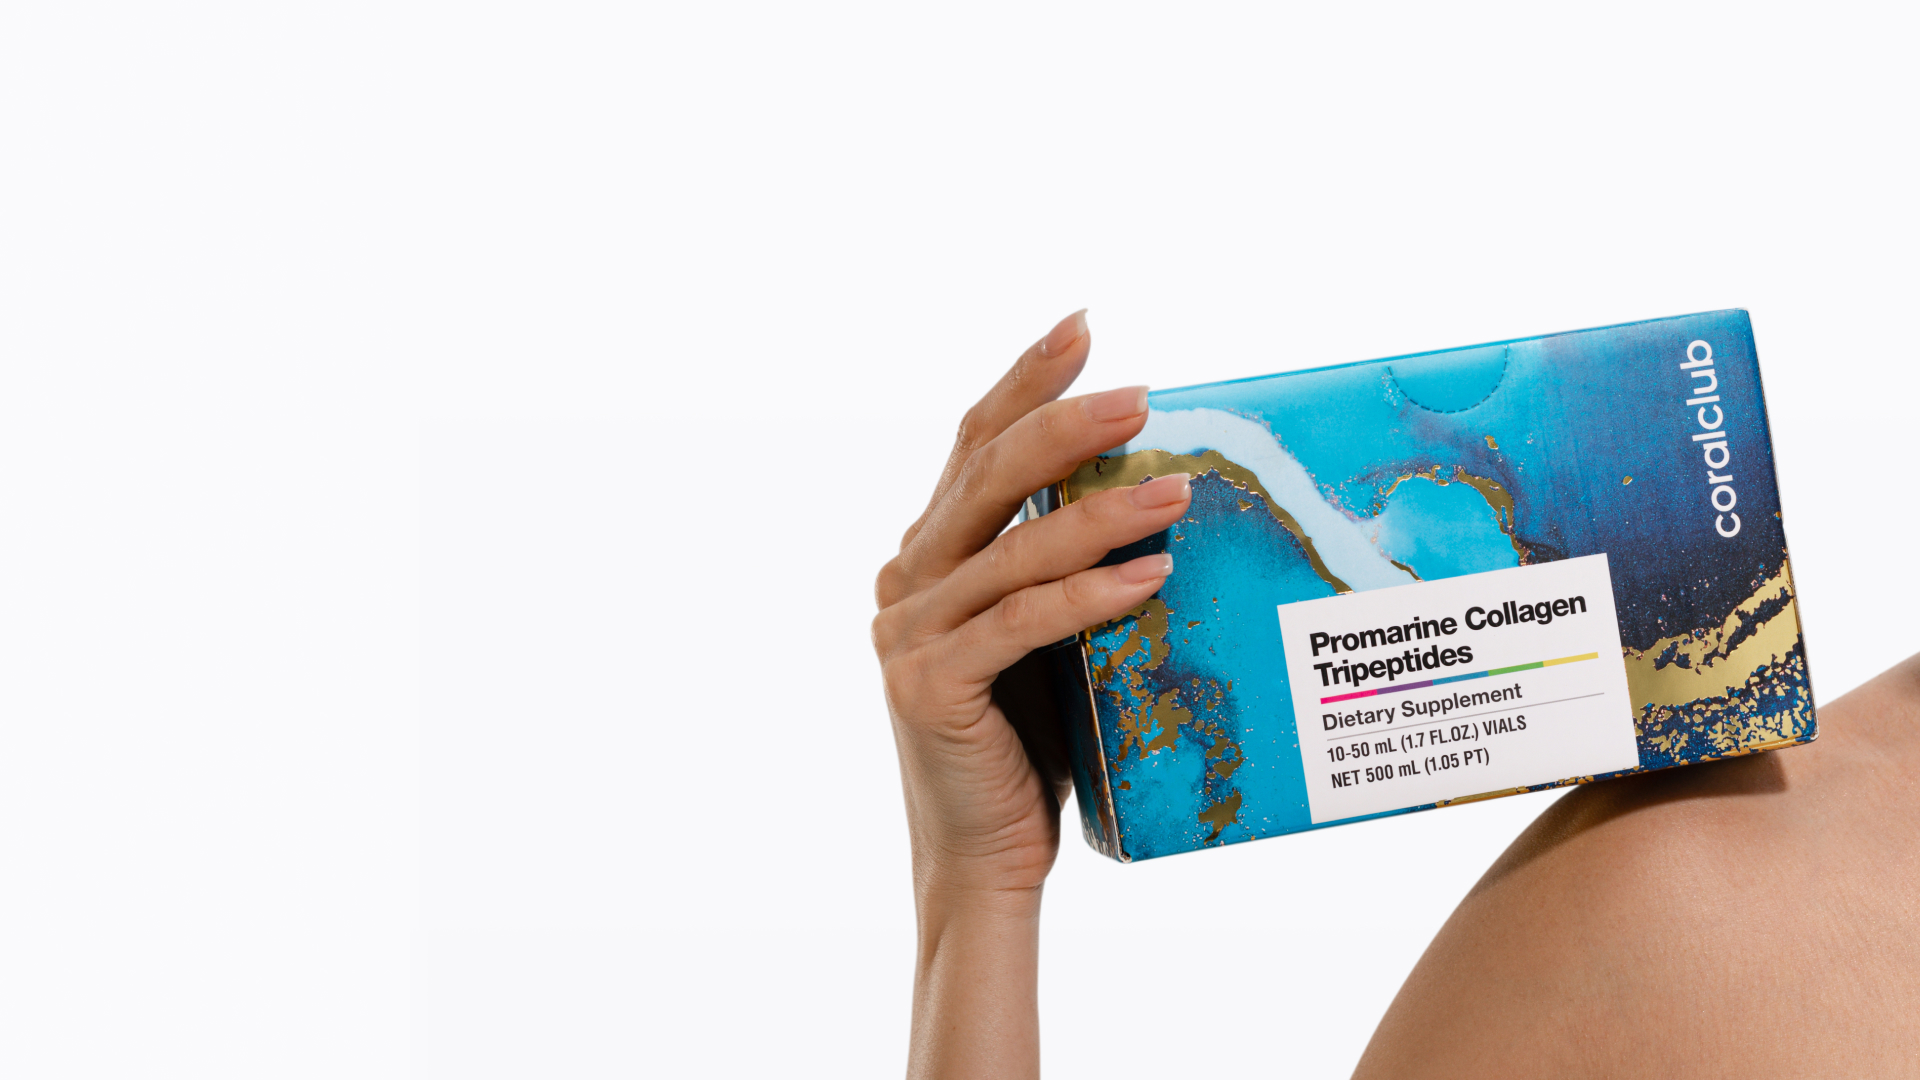 coralclub
Promarine Collagen
Tripeptides
Dietary Supplement
10-50 mL (1.7 FL.OZ.) VIALS
NET 500 mL (1.05 PT)